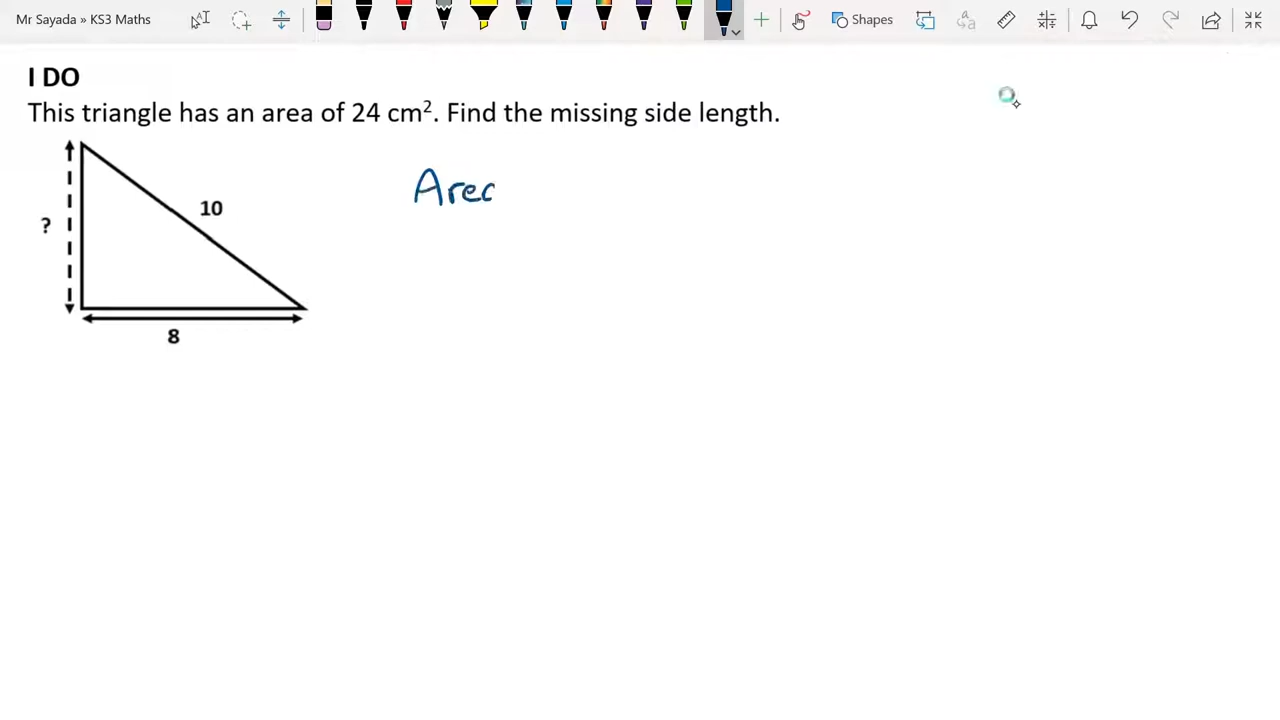 Mr Sayada » KS3 Maths
Shapes
I DO
This triangle has an area of 24 cm². Find the missing side length.
Arec
10
?
8